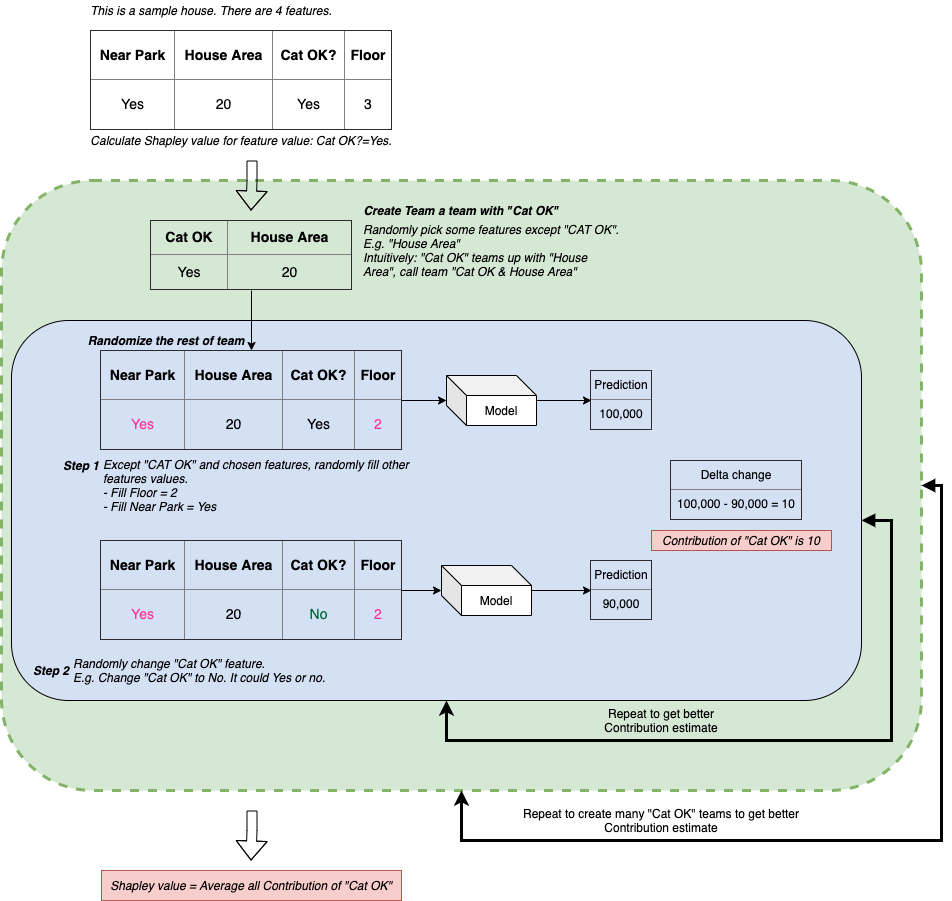 This is a sample house. There are 4 features.
Near Park House Area Cat OK? Floor
Yes 20 Yes 3
Calculate Shapley value for feature value: Cat OK?=Yes.
Create Team a team with "Cat OK"
Randomly pick some features except "CAT OK".
E.g. "House Area"
Intuitively: "Cat OK" teams up with "House
Area", call team "Cat OK & House Area"
Cat OK House Area
Yes 20
Randomize the rest of team
Near Park House Area Cat OK? Floor
Yes 20 Yes 2
Model
Prediction
100,000
Step 1 Except "CAT OK" and chosen features, randomly fill other
features values.
- Fill Floor = 2
- Fill Near Park = Yes
Delta change
100,000 - 90,000 = 10
Contribution of "Cat OK" is 10
Near Park House Area Cat OK? Floor
Yes 20 No 2
Model
Prediction
90,000
Step 2 Randomly change "Cat OK" feature.
E.g. Change "Cat OK" to No. It could Yes or no.
Repeat to get better
Contribution estimate
Repeat to create many "Cat OK" teams to get better
Contribution estimate
Shapley value = Average all Contribution of "Cat OK"